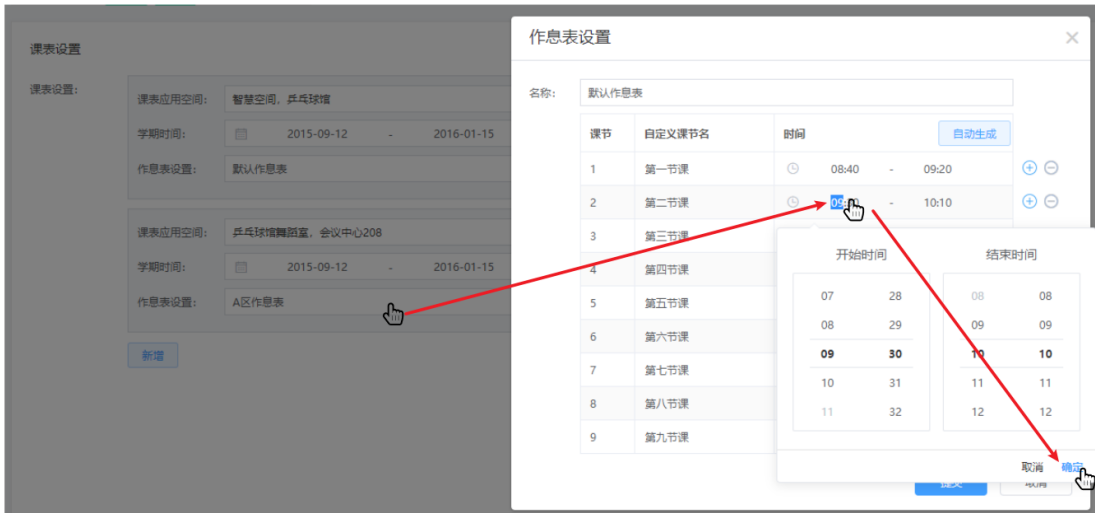 课表设置
课表设置:
课表应用空间: 智慧空间, 乒乓球馆
学期时间: 2015-09-12 - 2016-01-15
作息表设置: 默认作息表
课表应用空间: 乒乓球馆舞蹈室, 会议中心208
学期时间: 2015-09-12 - 2016-01-15
作息表设置: A区作息表
新增
作息表设置
名称: 默认作息表
课节 自定义课节名 时间 自动生成
1 第一节课 08:40 - 09:20
2 第二节课 09: - 10:10
3 第三节课
4 第四节课
5 第五节课
6 第六节课
7 第七节课
8 第八节课
9 第九节课
开始时间 结束时间
07 28 08 08
08 29 09 09
09 30 10 10
10 31 11 11
11 32 12 12
取消 确定
提交 取消